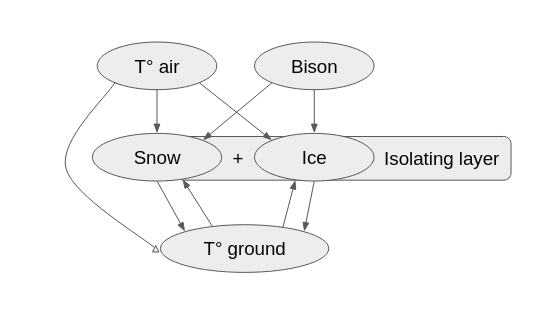 T° air
Bison
Snow + Ice Isolating layer
T° ground